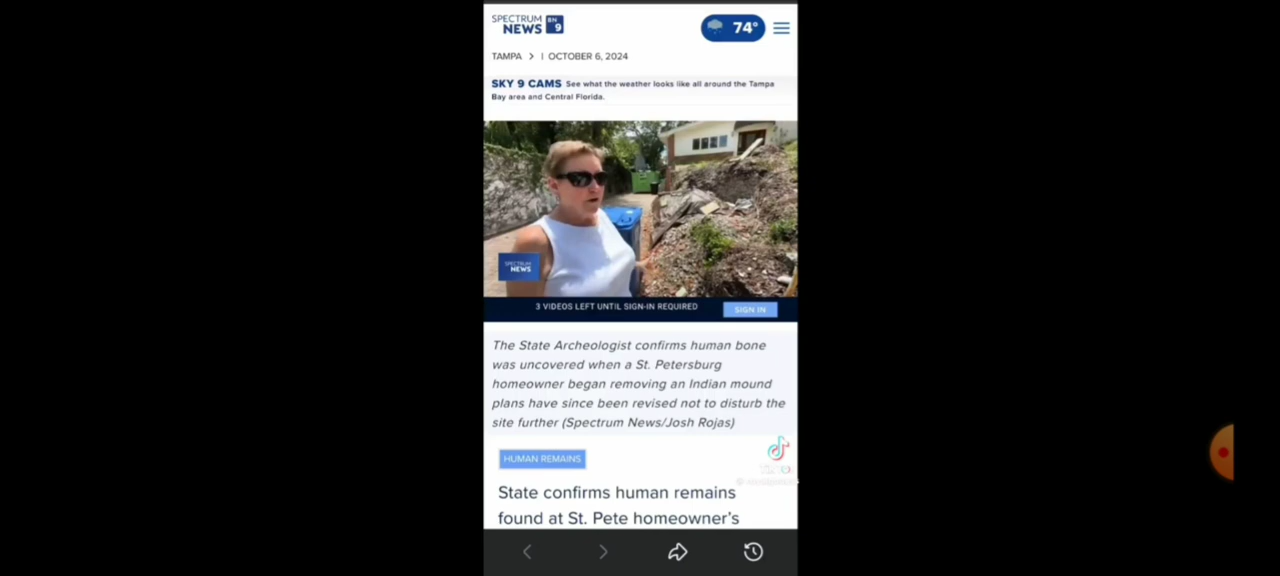 SPECTRUM
NEWS BN 9
74°
TAMPA > | OCTOBER 6, 2024
SKY 9 CAMS See what the weather looks like all around the Tampa
Bay area and Central Florida.
SPECTRUM
NEWS
3 VIDEOS LEFT UNTIL SIGN-IN REQUIRED
SIGN IN
The State Archeologist confirms human bone
was uncovered when a St. Petersburg
homeowner began removing an Indian mound
plans have since been revised not to disturb the
site further (Spectrum News/Josh Rojas)
HUMAN REMAINS
State confirms human remains
found at St. Pete homeowner's